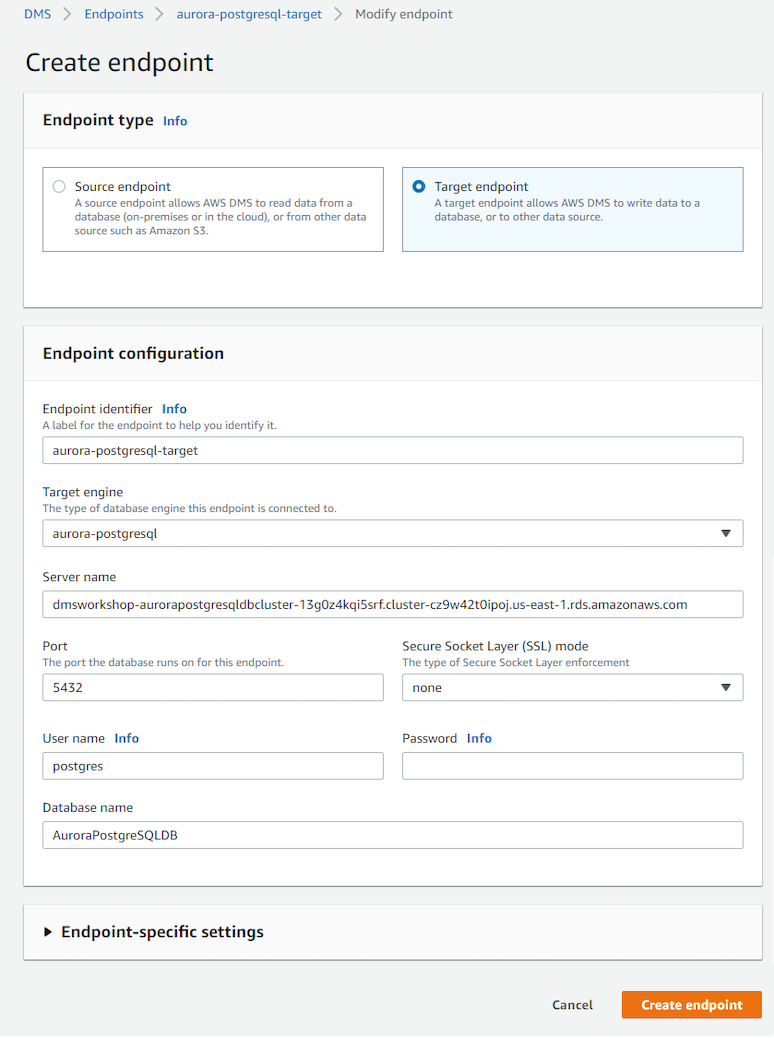 DMS > Endpoints > aurora-postgresql-target > Modify endpoint
Create endpoint
Endpoint type Info
Source endpoint
A source endpoint allows AWS DMS to read data from a
database (on-premises or in the cloud), or from other data
source such as Amazon S3.
Target endpoint
A target endpoint allows AWS DMS to write data to a
database, or to other data source.
Endpoint configuration
Endpoint identifier Info
A label for the endpoint to help you identify it.
aurora-postgresql-target
Target engine
The type of database engine this endpoint is connected to.
aurora-postgresql
Server name
dmsworkshop-aurorapostgresqldbcluster-13g0z4kqi5srf.cluster-cz9w42t0ipoj.us-east-1.rds.amazonaws.com
Port
The port the database runs on for this endpoint.
5432
Secure Socket Layer (SSL) mode
The type of Secure Socket Layer enforcement
none
User name Info
postgres
Password Info
Database name
AuroraPostgreSQLDB
Endpoint-specific settings
Cancel
Create endpoint